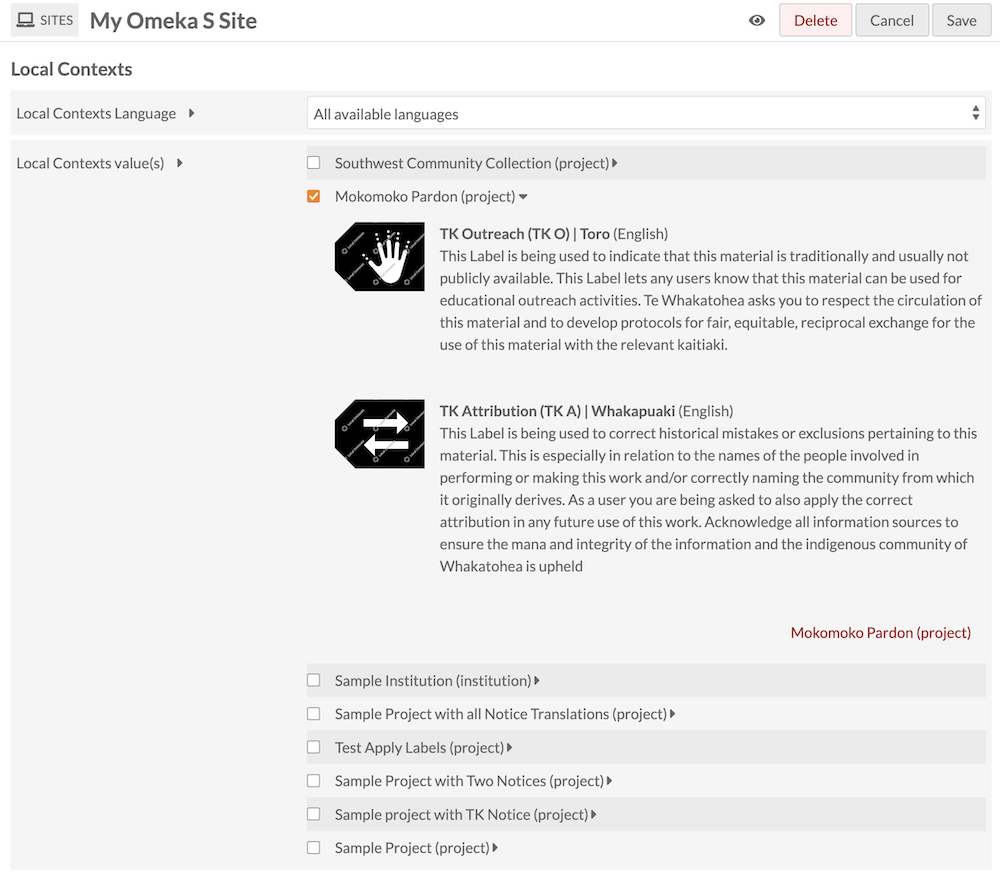 SITES My Omeka S Site Delete Cancel Save
Local Contexts
Local Contexts Language All available languages
Local Contexts value(s) Southwest Community Collection (project)
Mokomoko Pardon (project)
TK Outreach (TK O) | Toro (English)
This Label is being used to indicate that this material is traditionally and usually not
publicly available. This Label lets any users know that this material can be used for
educational outreach activities. Te Whakatohea asks you to respect the circulation of
this material and to develop protocols for fair, equitable, reciprocal exchange for the
use of this material with the relevant kaitiaki.
TK Attribution (TK A) | Whakapuaki (English)
This Label is being used to correct historical mistakes or exclusions pertaining to this
material. This is especially in relation to the names of the people involved in
performing or making this work and/or correctly naming the community from which
it originally derives. As a user you are being asked to also apply the correct
attribution in any future use of this work. Acknowledge all information sources to
ensure the mana and integrity of the information and the indigenous community of
Whakatohea is upheld
Mokomoko Pardon (project)
Sample Institution (institution)
Sample Project with all Notice Translations (project)
Test Apply Labels (project)
Sample Project with Two Notices (project)
Sample project with TK Notice (project)
Sample Project (project)